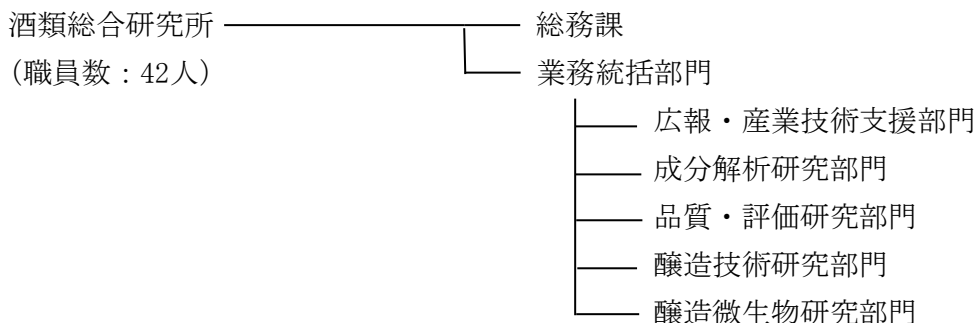 酒類総合研究所
総務課
（職員数：42人）
業務統括部門
広報・産業技術支援部門
成分解析研究部門
品質・評価研究部門
醸造技術研究部門
醸造微生物研究部門